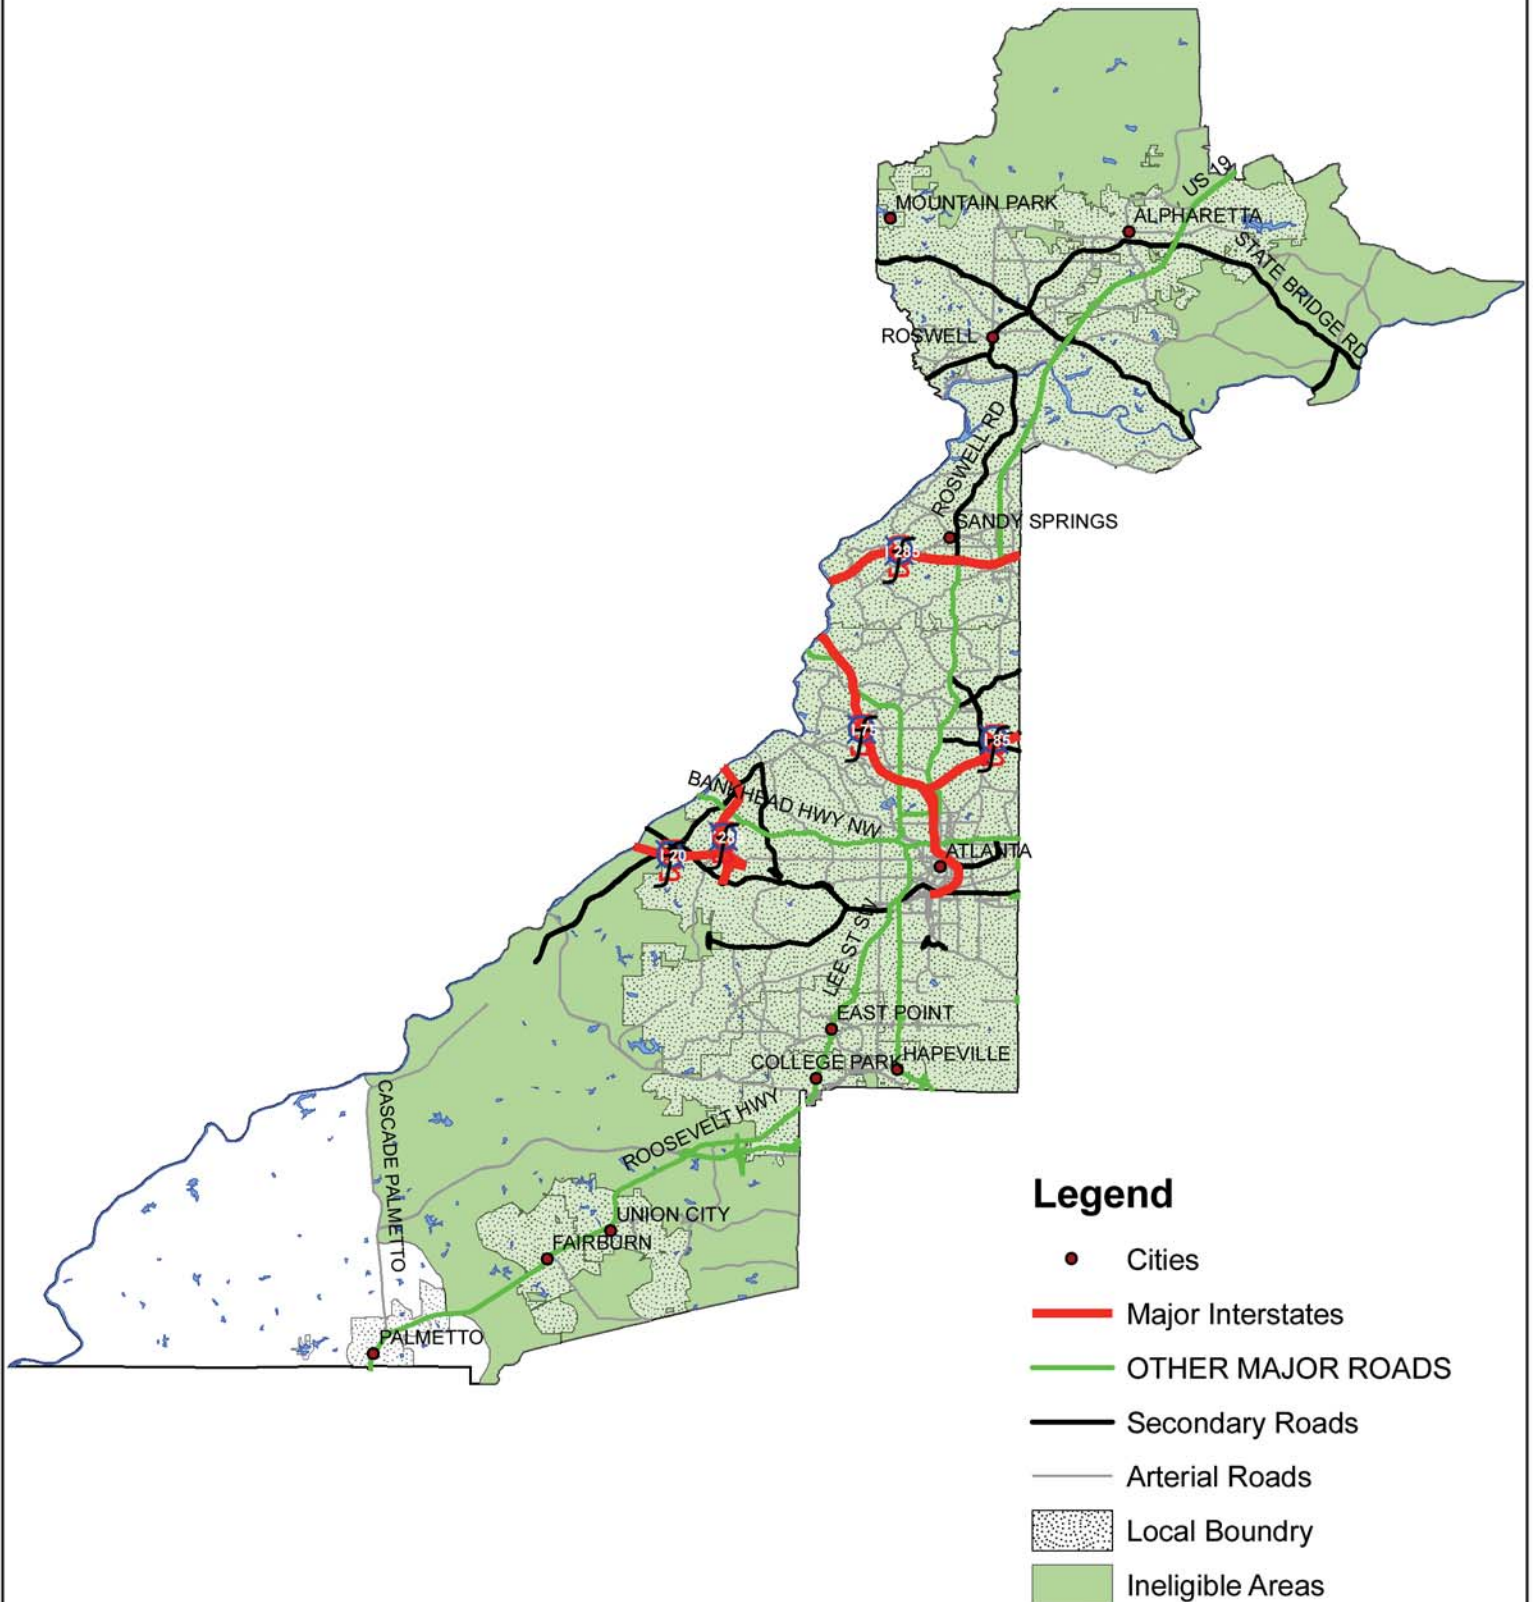 US 19
MOUNTAIN PARK
ALPHARETTA
STATE BRIDGE RD
ROSWELL
ROSWELL RD
SANDY SPRINGS
I 285
I 75
I 85
BANKHEAD HWY NW
I 20
ATLANTA
LEE ST SW
EAST POINT
COLLEGE PARK
HAPEVILLE
CASCADE PALMETTO
ROOSEVELT HWY
UNION CITY
FAIRBURN
PALMETTO
Legend
Cities
Major Interstates
OTHER MAJOR ROADS
Secondary Roads
Arterial Roads
Local Boundry
Ineligible Areas